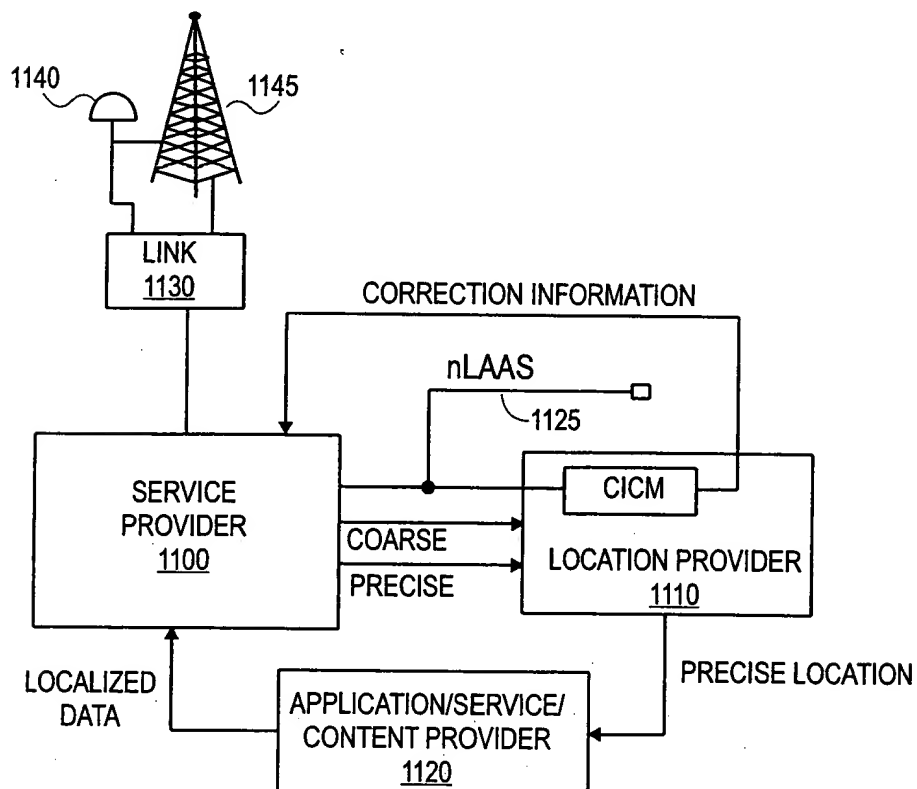 1140
1145
LINK
1130
CORRECTION INFORMATION
nLAAS
1125
SERVICE
PROVIDER
1100
CICM
COARSE
PRECISE
LOCATION PROVIDER
1110
LOCALIZED
DATA
PRECISE LOCATION
APPLICATION/SERVICE/
CONTENT PROVIDER
1120